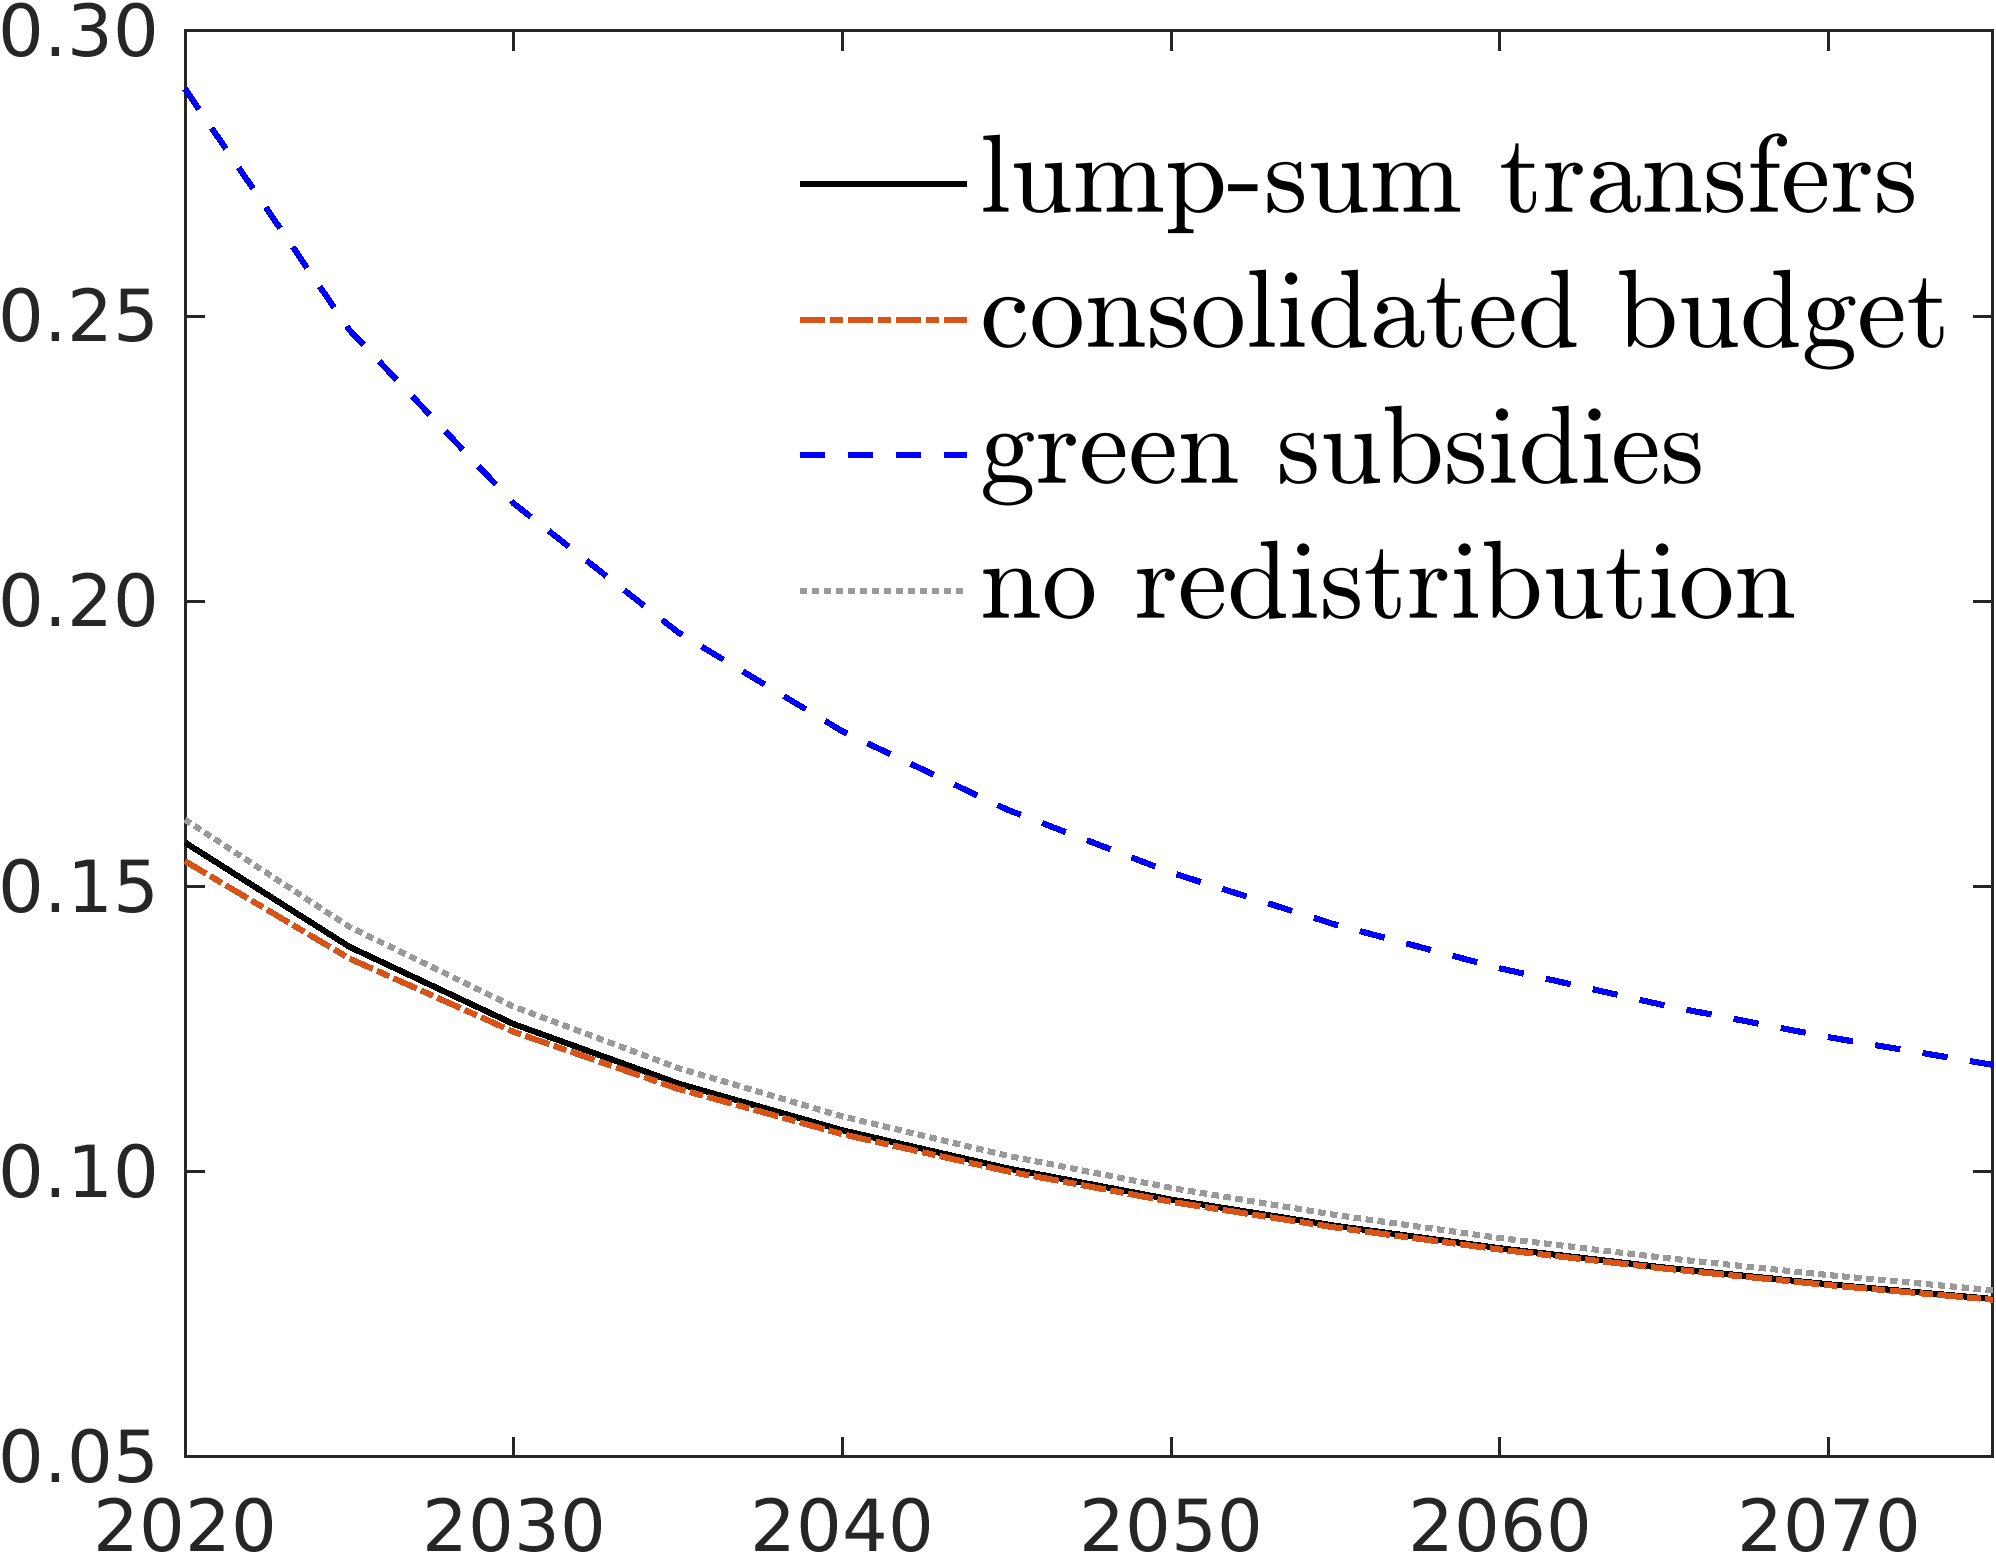 0.30
lump-sum transfers
0.25
consolidated budget
green subsidies
0.20
no redistribution
0.15
0.10
0.05
2020 2030 2040 2050 2060 2070